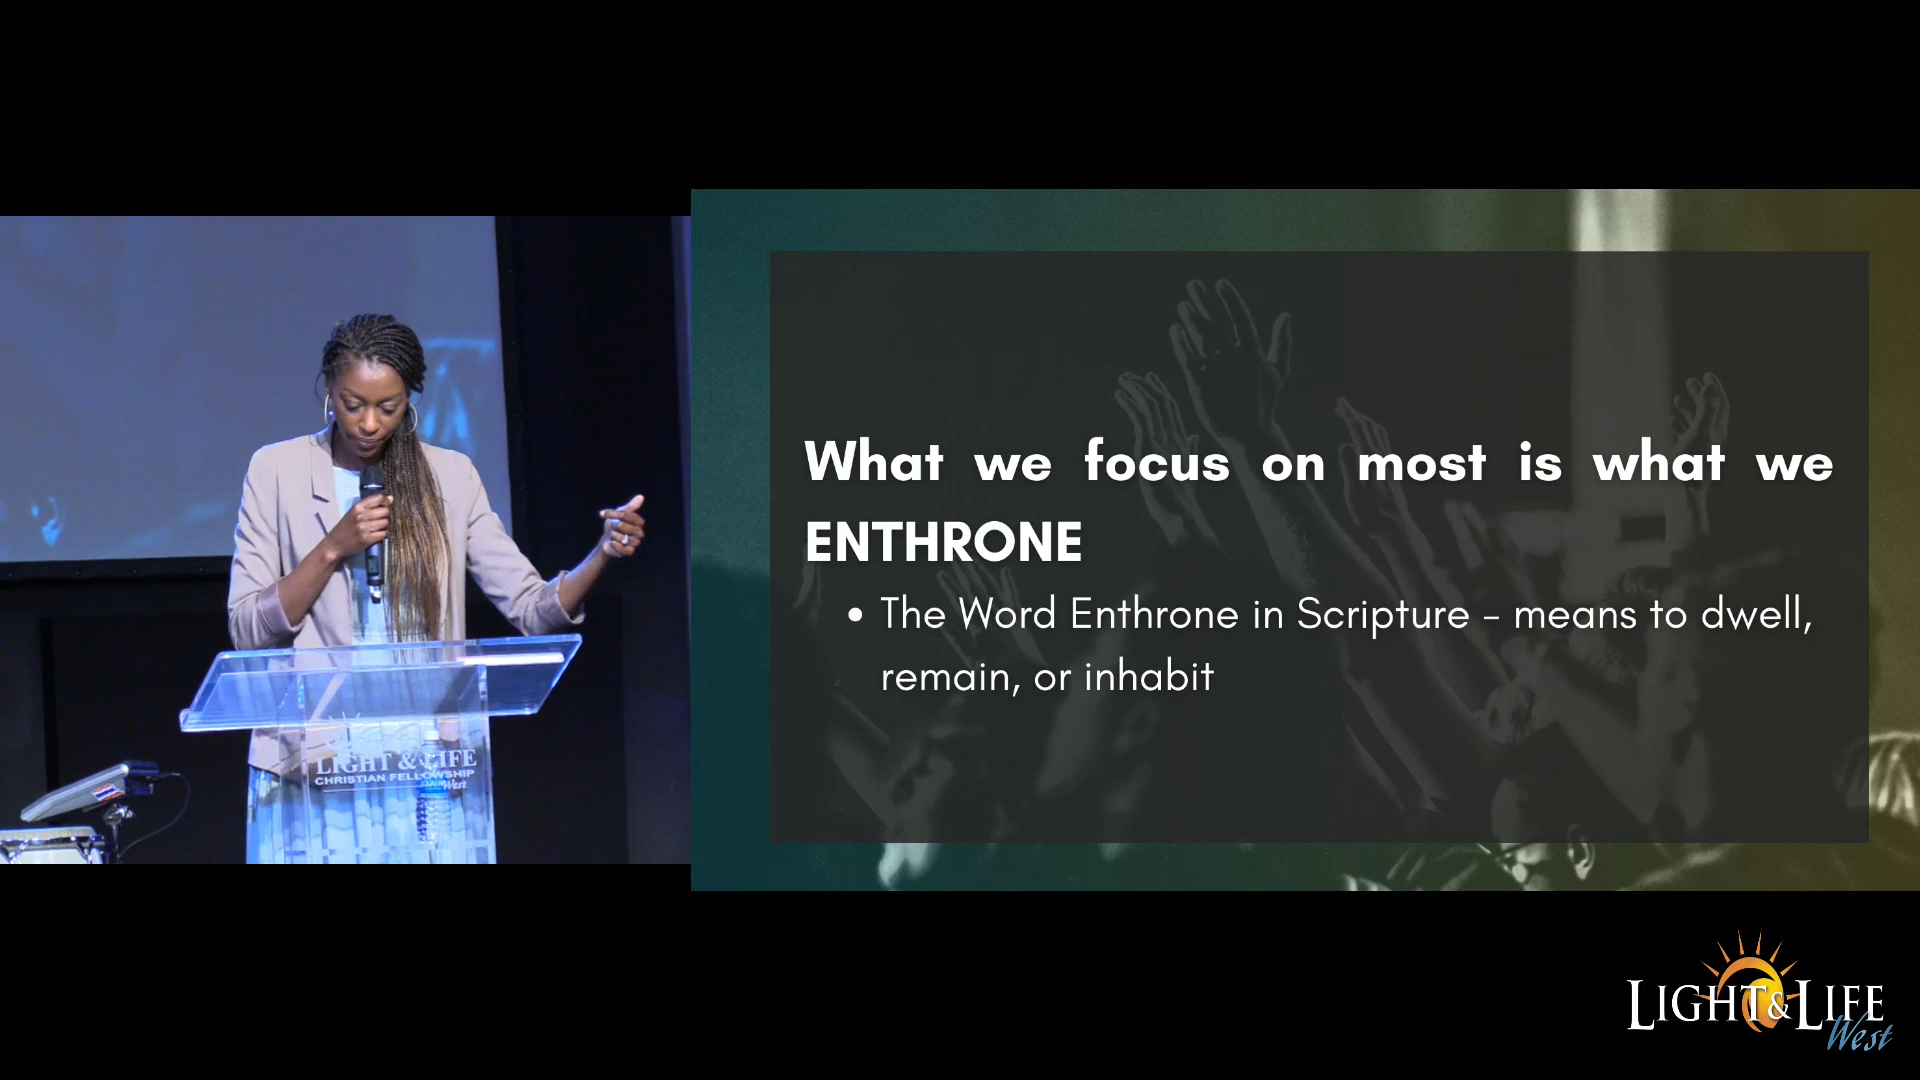 What we focus on most is what we
ENTHRONE
• The Word Enthrone in Scripture - means to dwell,
remain, or inhabit
LIGHT & LIFE
CHRISTIAN FELLOWSHIP
West
LIGHT & LIFE
West